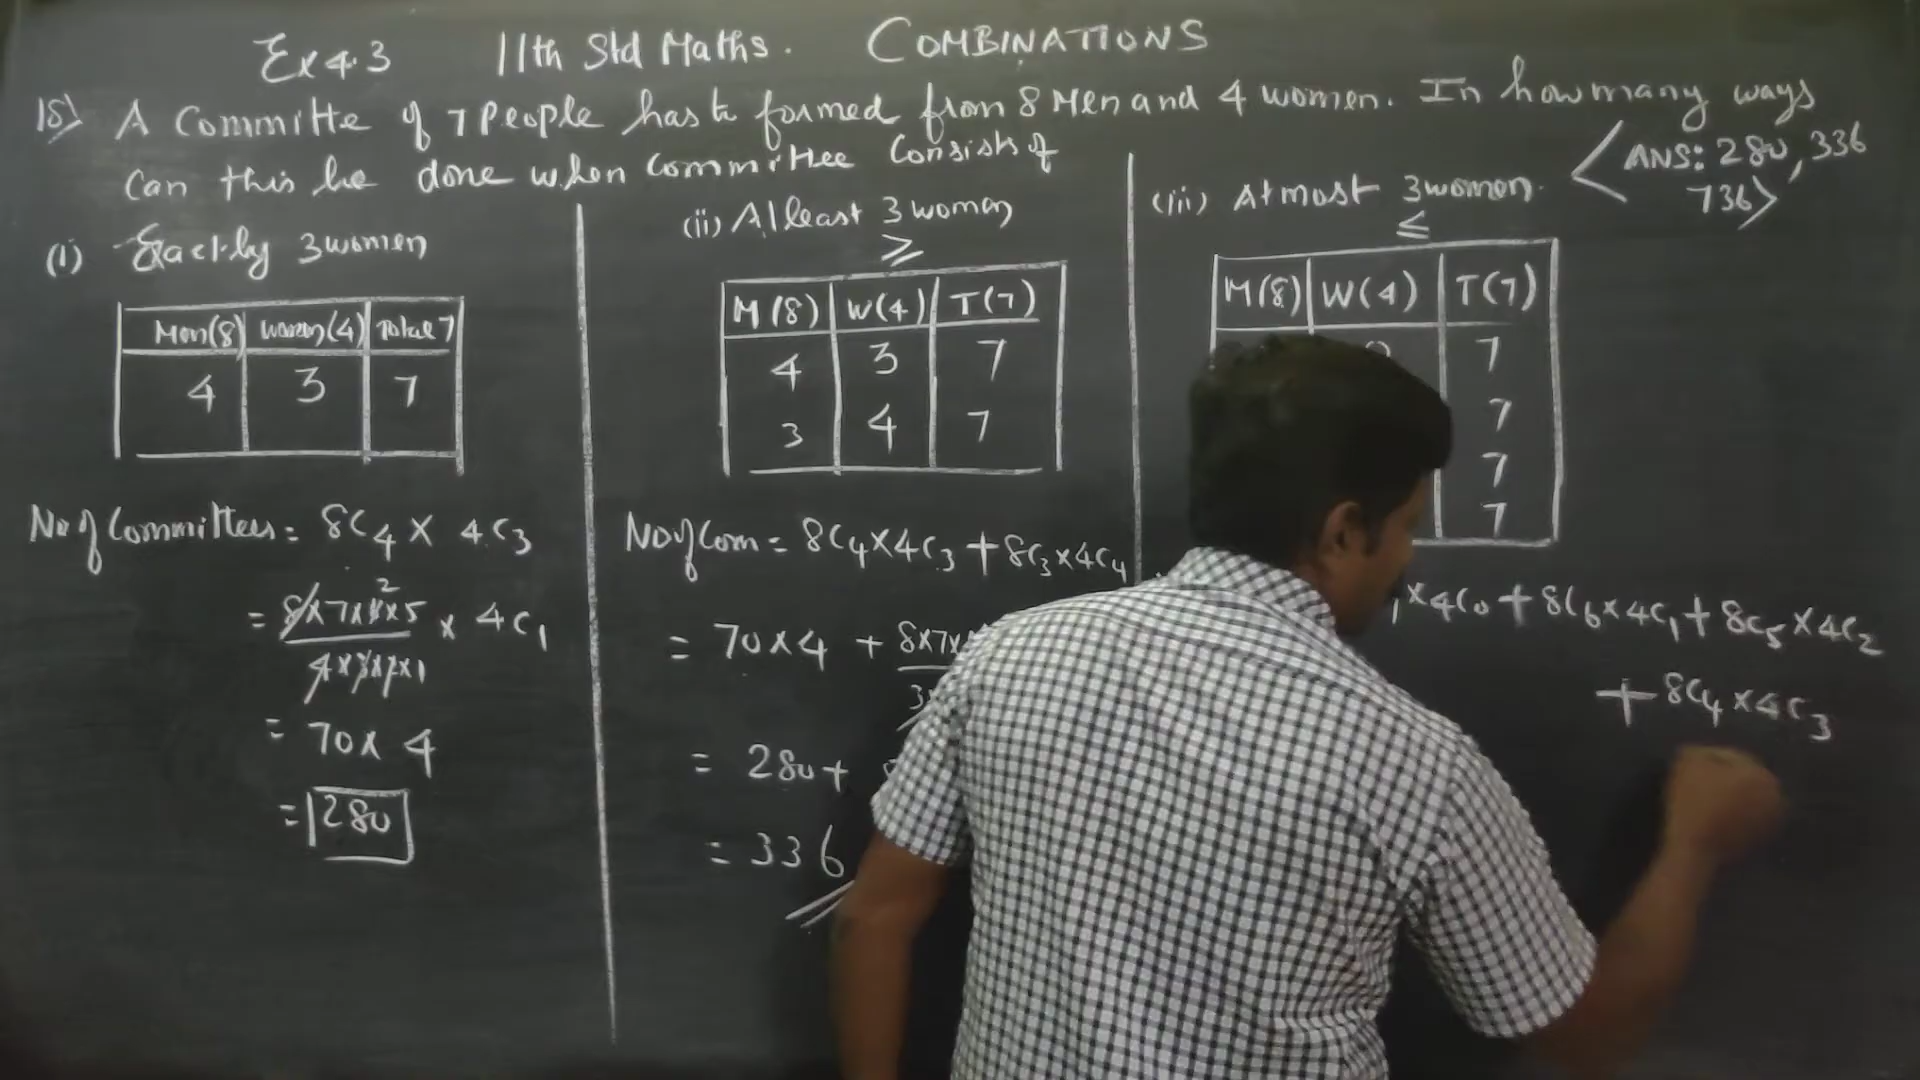 Ex 4.3 11th Std Maths. COMBINATIONS
18) A Committe of 7 People has to formed from 8 Men and 4 women. In how many ways
can this be done when Committee Consists of
<ANS: 280, 336,
736>
(i) Exactly 3 women
Men(8) women(4) Total 7
4 3 7
No of Committees = 8C4 × 4C3
= 8×7×6×5 / 4×3×2×1 × 4C1
2
= 70 × 4
= 280
(ii) Atleast 3 women
≥
M(8) W(4) T(7)
4 3 7
3 4 7
No of Com = 8C4×4C3 + 8C3×4C4
= 70×4 + 8×7×
= 280 +
= 336
(iii) Atmost 3 women.
≤
M(8) W(4) T(7)
7
7
7
7
×4C0 + 8C6×4C1 + 8C5×4C2
+ 8C4×4C3